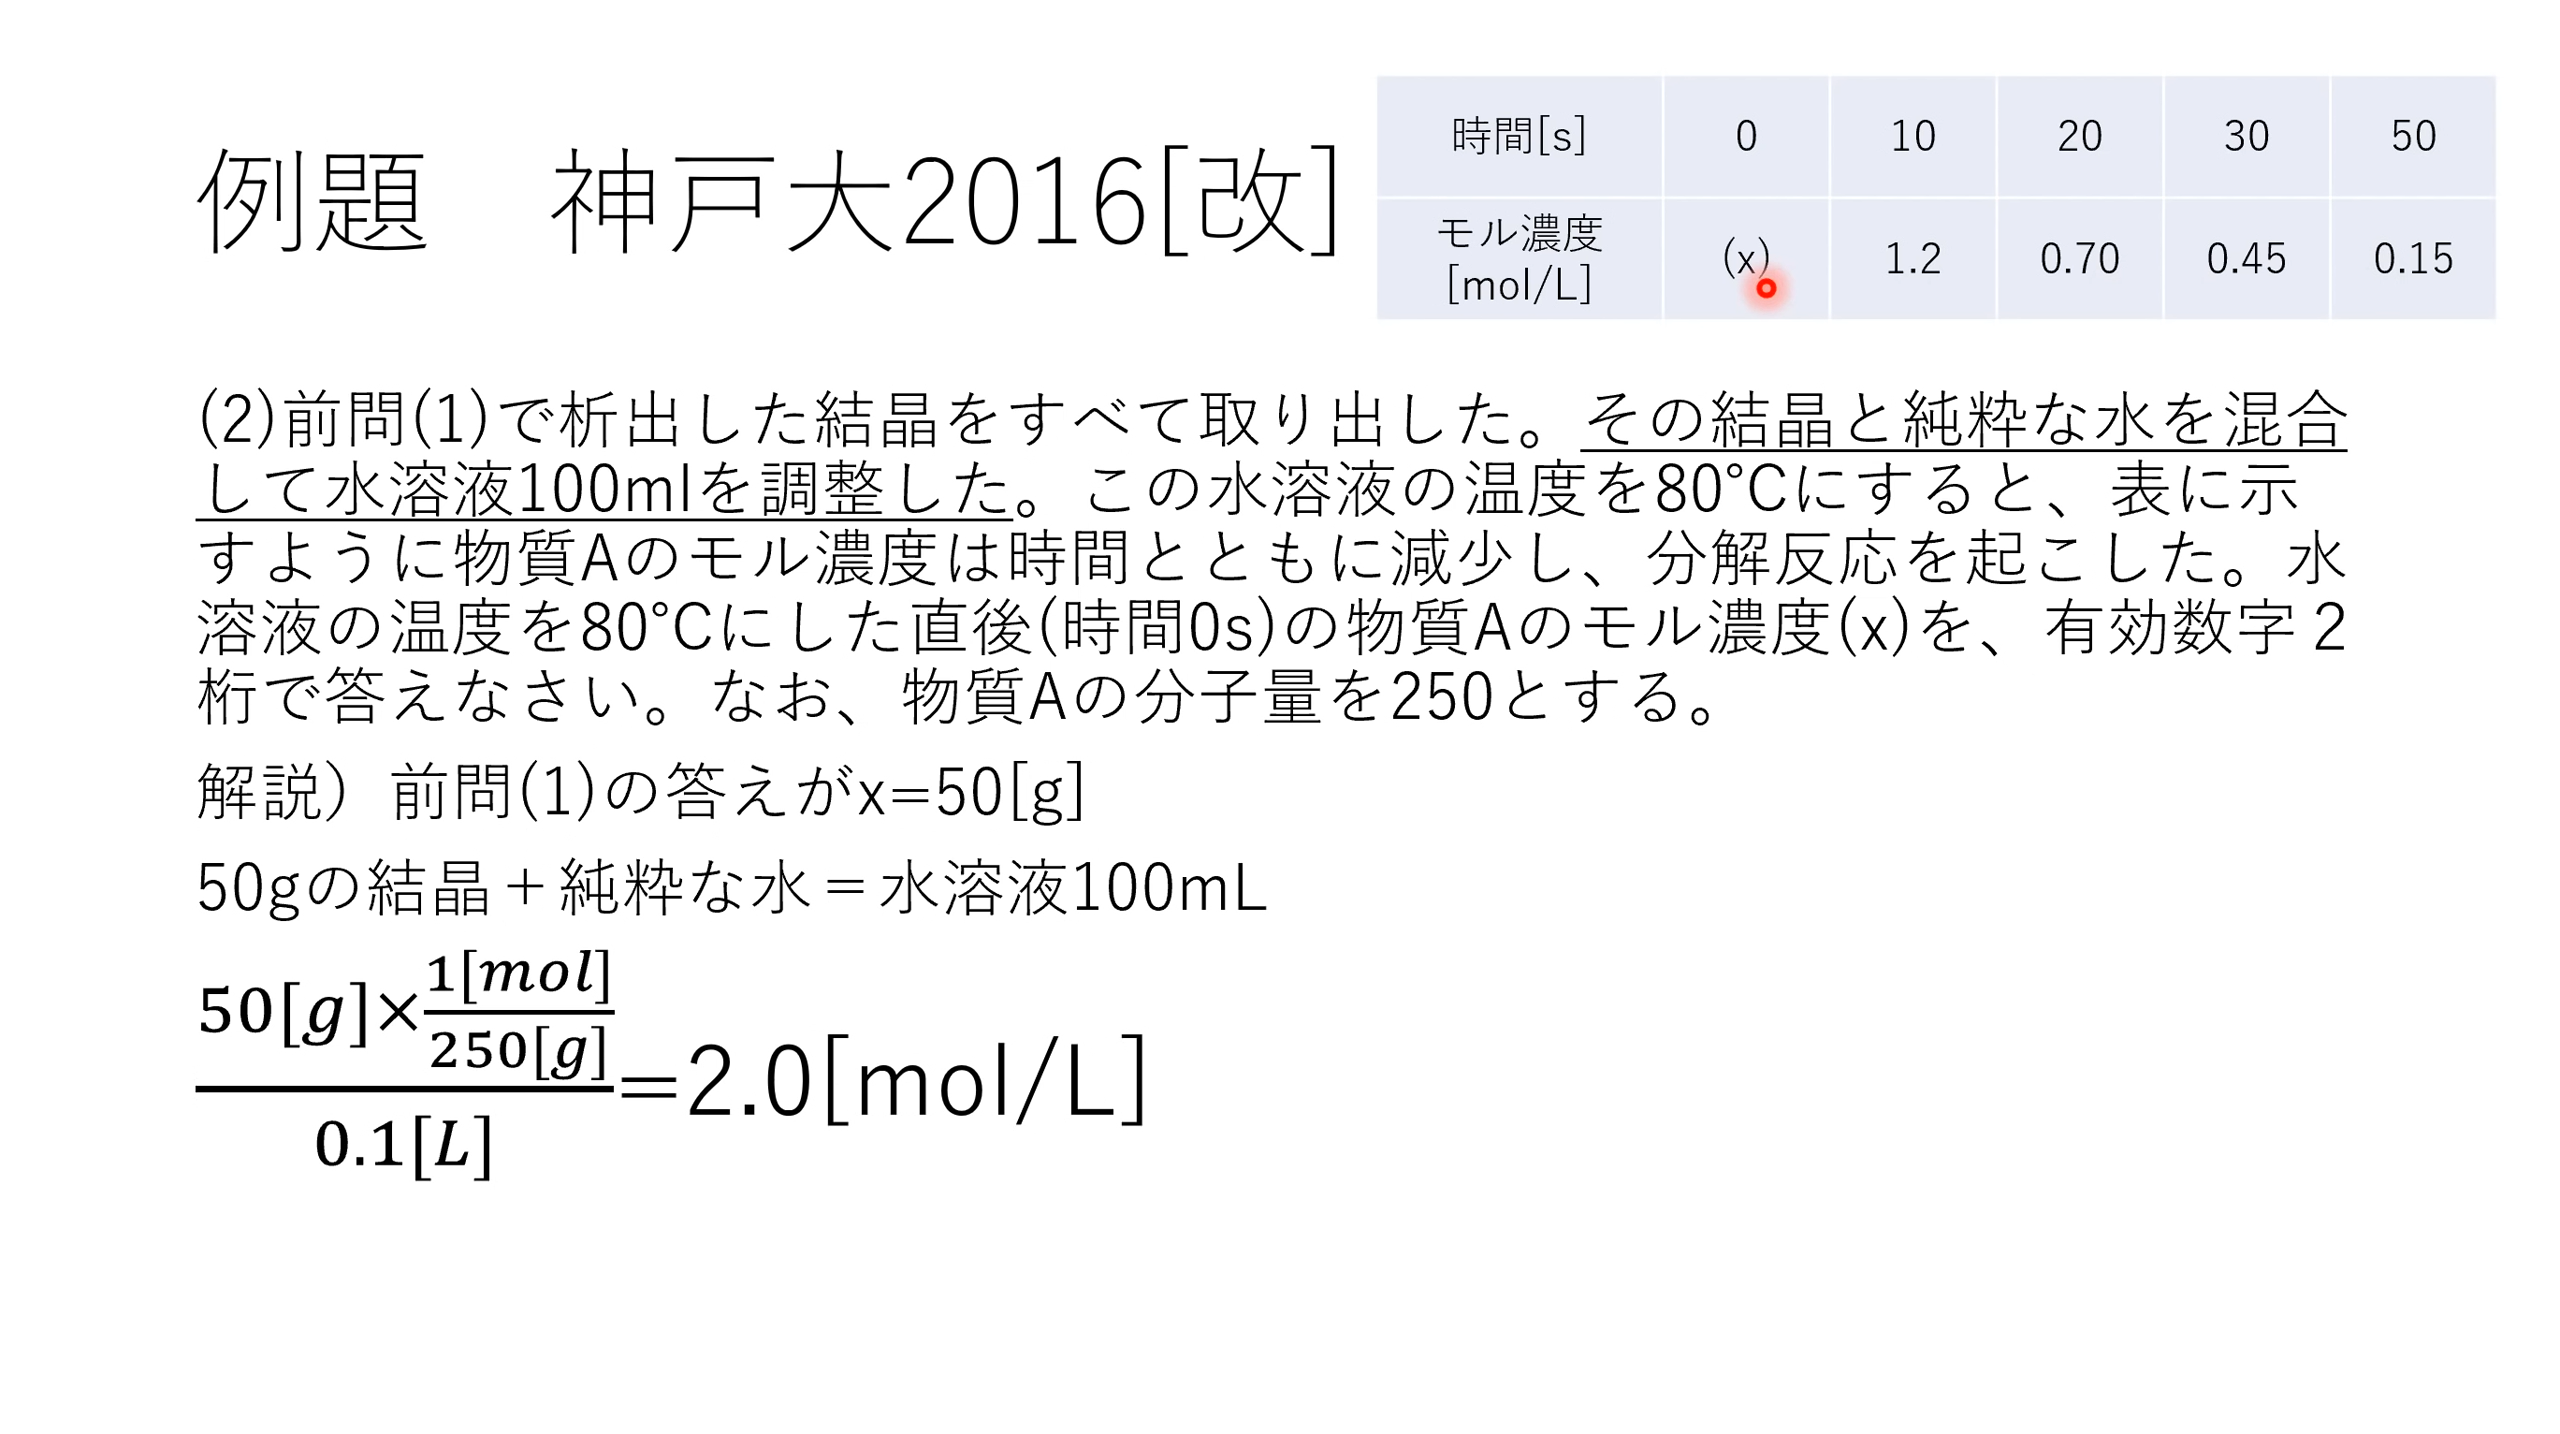 例題　神戸大2016[改]
時間[s] 0 10 20 30 50
モル濃度
[mol/L] (x) 1.2 0.70 0.45 0.15
(2)前問(1)で析出した結晶をすべて取り出した。その結晶と純粋な水を混合
して水溶液100mlを調整した。この水溶液の温度を80℃にすると、表に示
すように物質Aのモル濃度は時間とともに減少し、分解反応を起こした。水
溶液の温度を80℃にした直後(時間0s)の物質Aのモル濃度(x)を、有効数字２
桁で答えなさい。なお、物質Aの分子量を250とする。
解説）前問(1)の答えがx=50[g]
50gの結晶＋純粋な水＝水溶液100mL
50[g]×1[mol]/250[g]
0.1[L]
=2.0[mol/L]